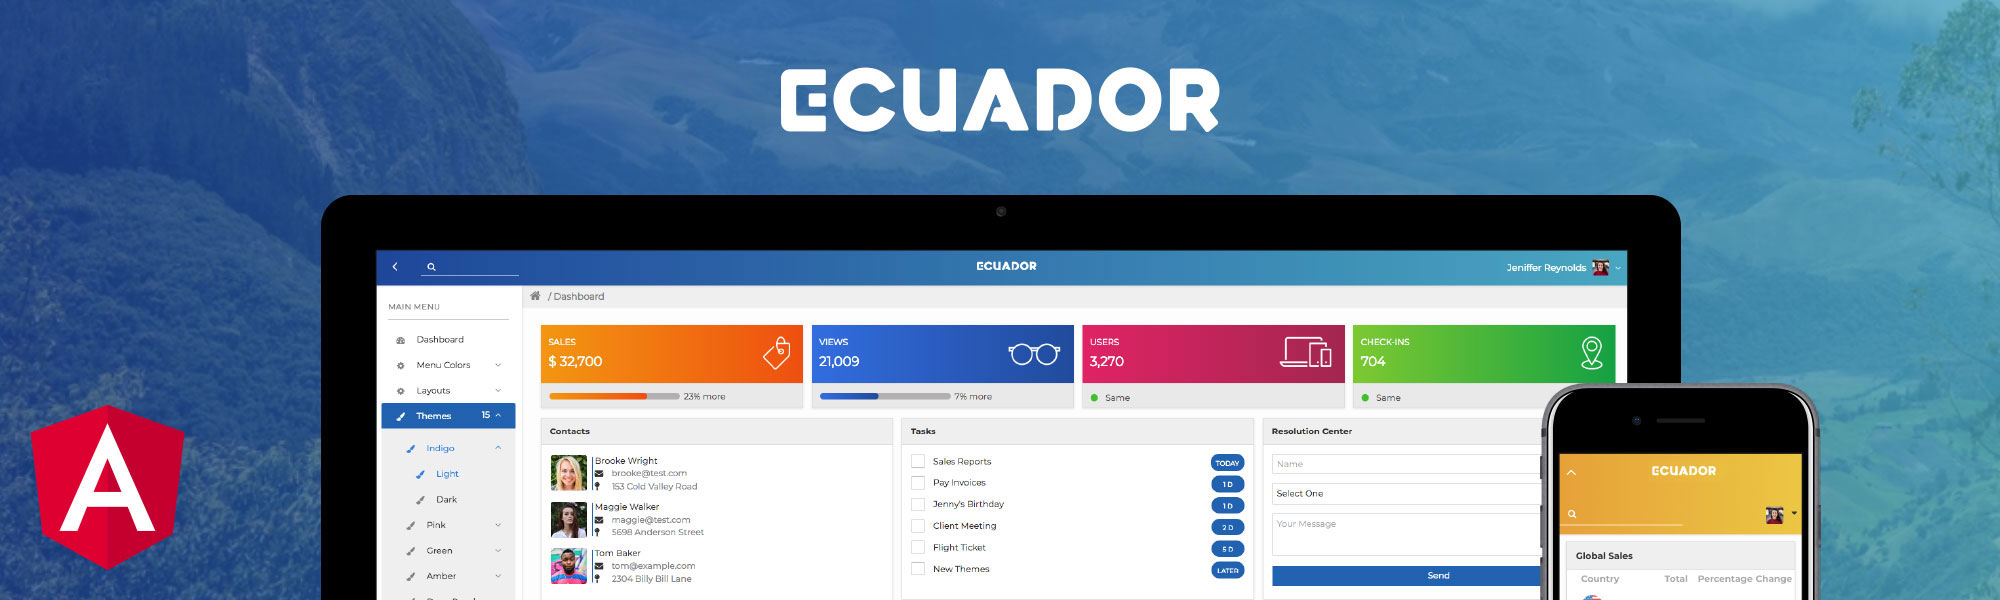 ECUADOR
ECUADOR
Jeniffer Reynolds
MAIN MENU
/ Dashboard
Dashboard
Menu Colors
Layouts
Themes 15
Indigo
Light
Dark
Pink
Green
Amber
SALES
$ 32,700
23% more
VIEWS
21,009
7% more
USERS
3,270
Same
CHECK-INS
704
Same
Contacts
Brooke Wright
brooke@test.com
153 Cold Valley Road
Maggie Walker
maggie@test.com
5698 Anderson Street
Tom Baker
tom@example.com
2304 Billy Bill Lane
Tasks
Sales Reports TODAY
Pay Invoices 1 D
Jenny's Birthday 1 D
Client Meeting 2 D
Flight Ticket 5 D
New Themes LATER
Resolution Center
Name
Select One
Your Message
Send
ECUADOR
Global Sales
Country Total Percentage Change
A